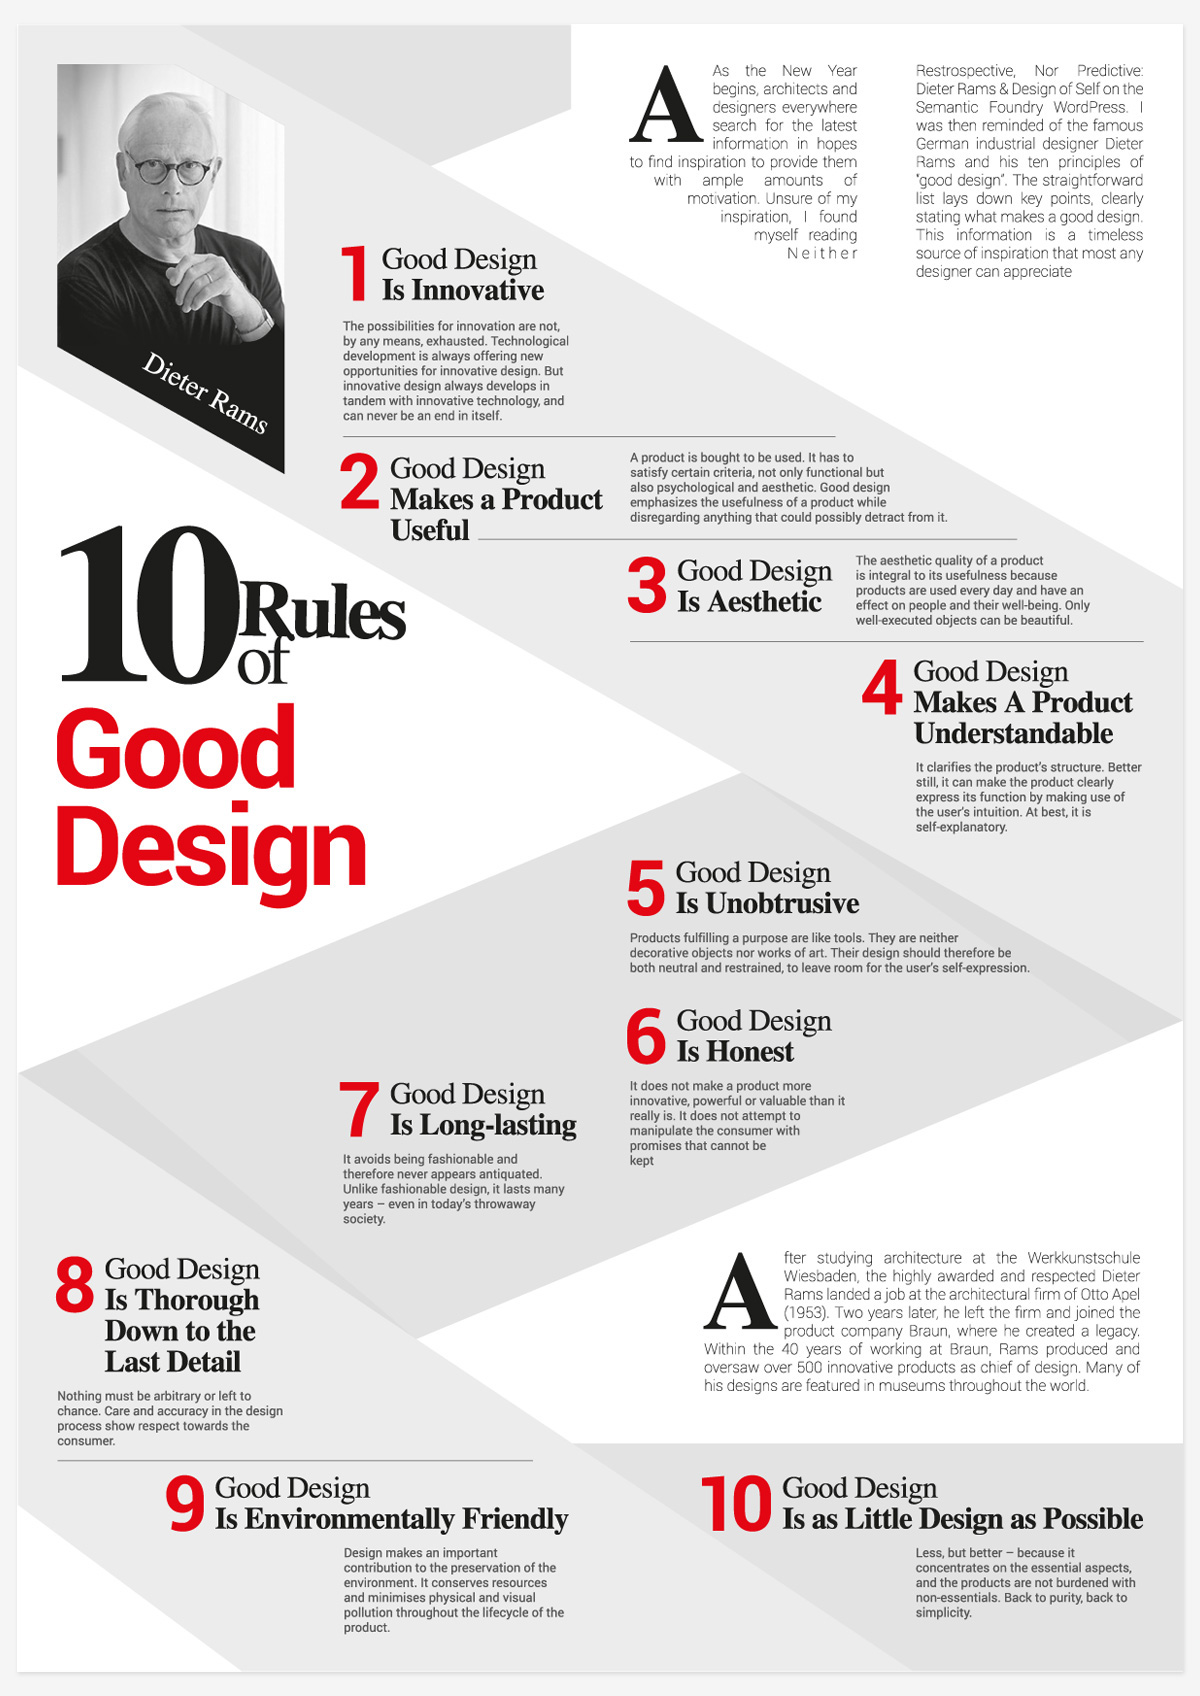 A
As the New Year
begins, architects and
designers everywhere
search for the latest
information in hopes
to find inspiration to provide them
with ample amounts of
motivation. Unsure of my
inspiration, I found
myself reading
Neither
Restrospective, Nor Predictive:
Dieter Rams & Design of Self on the
Semantic Foundry WordPress. I
was then reminded of the famous
German industrial designer Dieter
Rams and his ten principles of
"good design". The straightforward
list lays down key points, clearly
stating what makes a good design.
This information is a timeless
source of inspiration that most any
designer can appreciate
Dieter Rams
10 Rules
of
Good
Design
1 Good Design
Is Innovative
The possibilities for innovation are not,
by any means, exhausted. Technological
development is always offering new
opportunities for innovative design. But
innovative design always develops in
tandem with innovative technology, and
can never be an end in itself.
2 Good Design
Makes a Product
Useful
A product is bought to be used. It has to
satisfy certain criteria, not only functional but
also psychological and aesthetic. Good design
emphasizes the usefulness of a product while
disregarding anything that could possibly detract from it.
3 Good Design
Is Aesthetic
The aesthetic quality of a product
is integral to its usefulness because
products are used every day and have an
effect on people and their well-being. Only
well-executed objects can be beautiful.
4 Good Design
Makes A Product
Understandable
It clarifies the product's structure. Better
still, it can make the product clearly
express its function by making use of
the user's intuition. At best, it is
self-explanatory.
5 Good Design
Is Unobtrusive
Products fulfilling a purpose are like tools. They are neither
decorative objects nor works of art. Their design should therefore be
both neutral and restrained, to leave room for the user's self-expression.
6 Good Design
Is Honest
It does not make a product more
innovative, powerful or valuable than it
really is. It does not attempt to
manipulate the consumer with
promises that cannot be
kept
7 Good Design
Is Long-lasting
It avoids being fashionable and
therefore never appears antiquated.
Unlike fashionable design, it lasts many
years – even in today's throwaway
society.
8 Good Design
Is Thorough
Down to the
Last Detail
Nothing must be arbitrary or left to
chance. Care and accuracy in the design
process show respect towards the
consumer.
After studying architecture at the Werkkunstschule
Wiesbaden, the highly awarded and respected Dieter
Rams landed a job at the architectural firm of Otto Apel
(1953). Two years later, he left the firm and joined the
product company Braun, where he created a legacy.
Within the 40 years of working at Braun, Rams produced and
oversaw over 500 innovative products as chief of design. Many of
his designs are featured in museums throughout the world.
9 Good Design
Is Environmentally Friendly
Design makes an important
contribution to the preservation of the
environment. It conserves resources
and minimises physical and visual
pollution throughout the lifecycle of the
product.
10 Good Design
Is as Little Design as Possible
Less, but better – because it
concentrates on the essential aspects,
and the products are not burdened with
non-essentials. Back to purity, back to
simplicity.